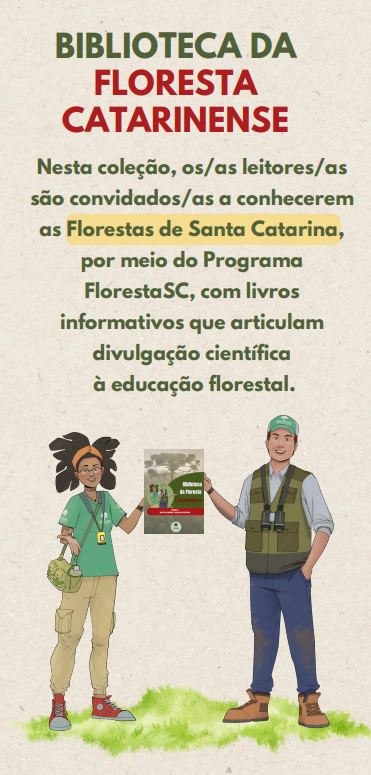 BIBLIOTECA DA
FLORESTA
CATARINENSE
Nesta coleção, os/as leitores/as
são convidados/as a conhecerem
as Florestas de Santa Catarina,
por meio do Programa
FlorestaSC, com livros
informativos que articulam
divulgação científica
à educação florestal.
Biblioteca
da Floresta